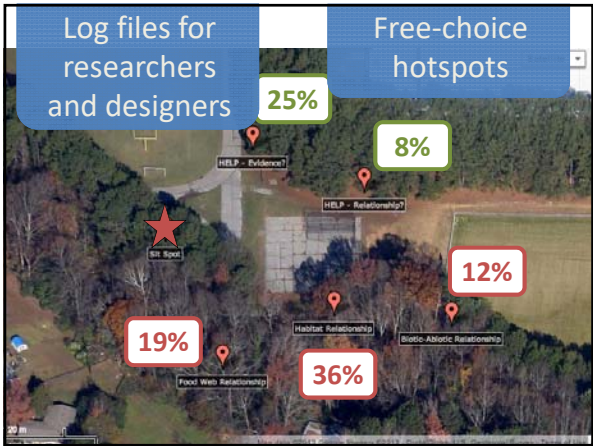 Log files for
researchers
and designers
Free-choice
hotspots
25%
HELP - Evidence?
8%
HELP - Relationship?
Sit Spot
12%
Habitat Relationship
Biotic-Abiotic Relationship
19%
Food Web Relationship
36%
20 m